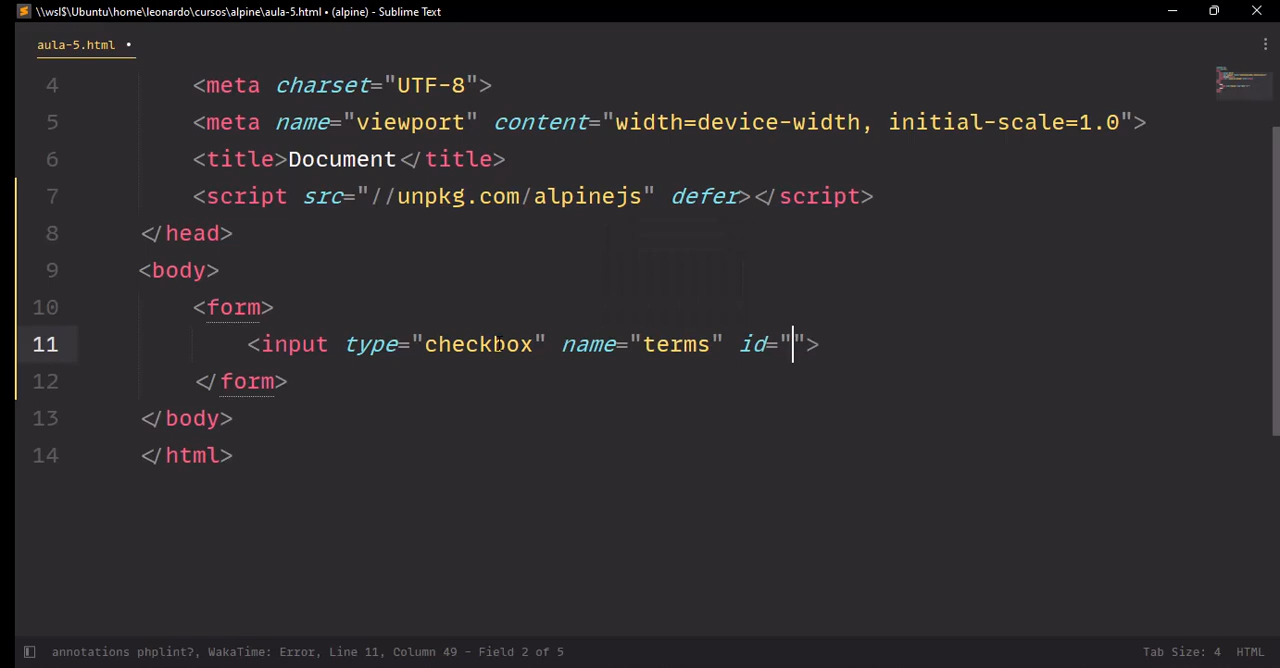 \\wsl$\Ubuntu\home\leonardo\cursos\alpine\aula-5.html • (alpine) - Sublime Text
aula-5.html •
4 <meta charset="UTF-8">
5 <meta name="viewport" content="width=device-width, initial-scale=1.0">
6 <title>Document</title>
7 <script src="//unpkg.com/alpinejs" defer></script>
8 </head>
9 <body>
10 <form>
11 <input type="checkbox" name="terms" id="">
12 </form>
13 </body>
14 </html>
annotations phplint?, WakaTime: Error, Line 11, Column 49 - Field 2 of 5 Tab Size: 4 HTML